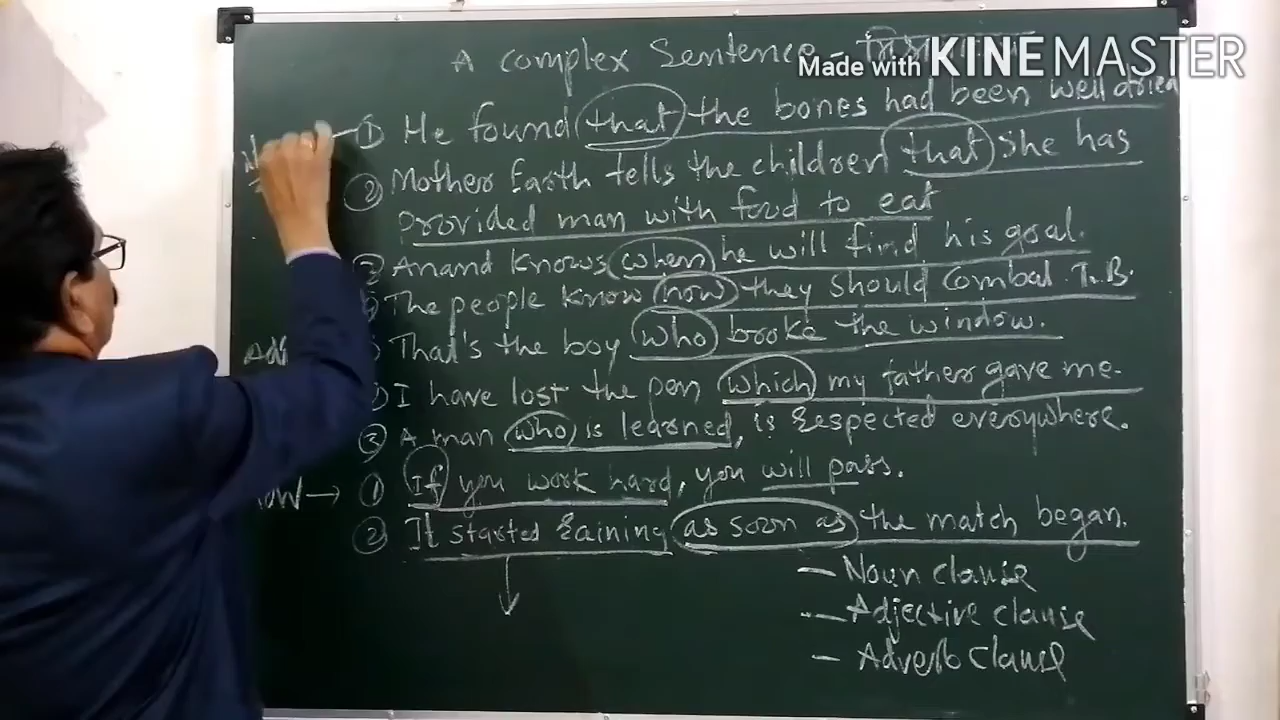 A complex Sentence -
Made with KINEMASTER
① He found that the bones had been well dried
② Mother Earth tells the children that she has
provided man with food to eat
③ Anand knows when he will find his goal.
The people know how they should combat T.B.
That's the boy who broke the window.
Adj
I have lost the pen which my father gave me.
③ A man who is learned, is respected everywhere.
→ ① If you work hard, you will pass.
② It started raining as soon as the match began.
- Noun clause
- Adjective clause
- Adverb clause